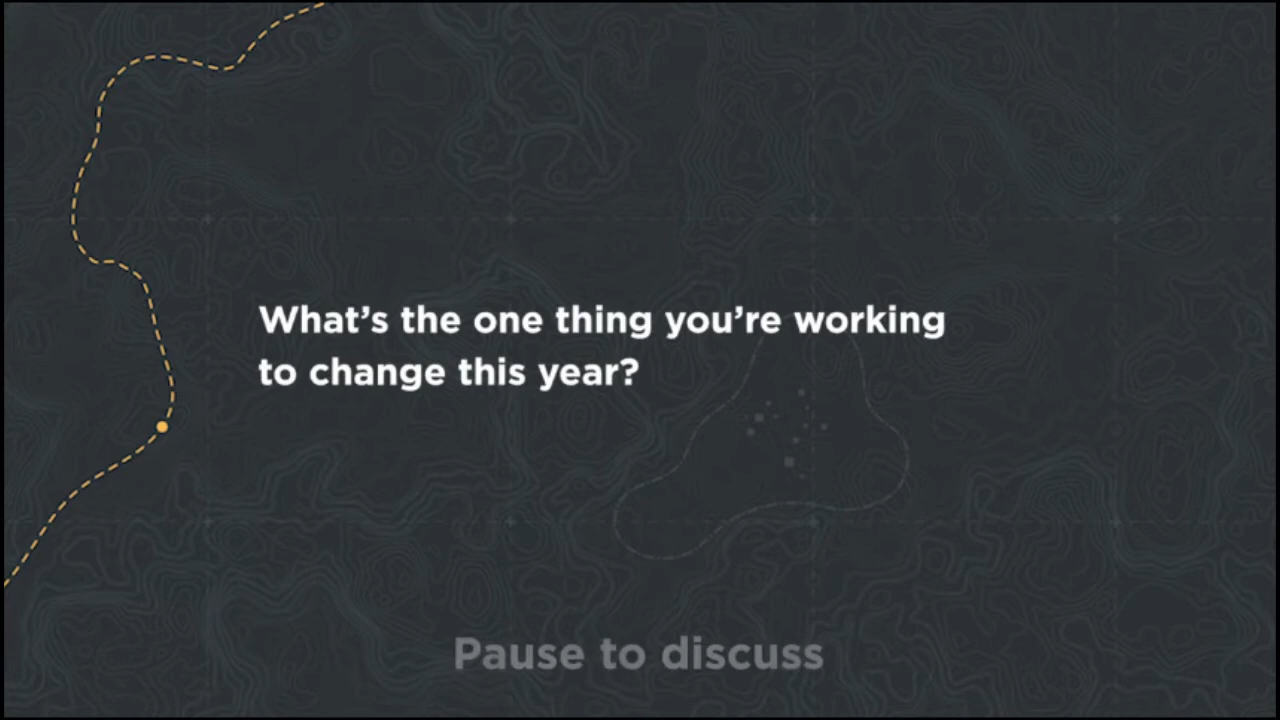 What’s the one thing you’re working
to change this year?
Pause to discuss